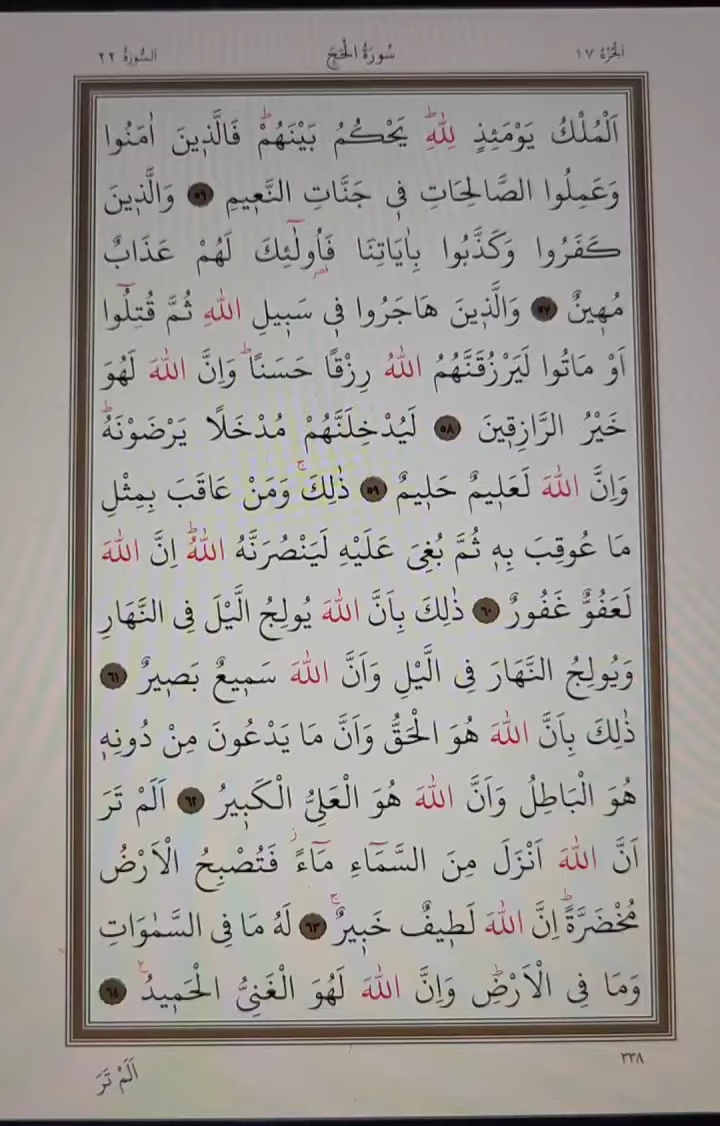 الجزء ١٧
سُورَةُ الْحَجِّ
السورة ٢٢
اَلْمُلْكُ يَوْمَئِذٍ لِلّٰهِۜ يَحْكُمُ بَيْنَهُمْۜ فَالَّذ۪ينَ اٰمَنُوا
وَعَمِلُوا الصَّالِحَاتِ ف۪ي جَنَّاتِ النَّع۪يمِ ﴿٥٦﴾ وَالَّذ۪ينَ
كَفَرُوا وَكَذَّبُوا بِاٰيَاتِنَا فَاُو۬لٰٓئِكَ لَهُمْ عَذَابٌ
مُه۪ينٌ ﴿٥٧﴾ وَالَّذ۪ينَ هَاجَرُوا ف۪ي سَب۪يلِ اللّٰهِ ثُمَّ قُتِلُٓوا
اَوْ مَاتُوا لَيَرْزُقَنَّهُمُ اللّٰهُ رِزْقًا حَسَنًاۜ وَاِنَّ اللّٰهَ لَهُوَ
خَيْرُ الرَّازِق۪ينَ ﴿٥٨﴾ لَيُدْخِلَنَّهُمْ مُدْخَلًا يَرْضَوْنَهُۜ
وَاِنَّ اللّٰهَ لَعَل۪يمٌ حَل۪يمٌ ﴿٥٩﴾ ذٰلِكَۚ وَمَنْ عَاقَبَ بِمِثْلِ
مَا عُوقِبَ بِه۪ ثُمَّ بُغِيَ عَلَيْهِ لَيَنْصُرَنَّهُ اللّٰهُۜ اِنَّ اللّٰهَ
لَعَفُوٌّ غَفُورٌ ﴿٦٠﴾ ذٰلِكَ بِاَنَّ اللّٰهَ يُولِجُ الَّيْلَ فِي النَّهَارِ
وَيُولِجُ النَّهَارَ فِي الَّيْلِ وَاَنَّ اللّٰهَ سَم۪يعٌ بَص۪يرٌ ﴿٦١﴾
ذٰلِكَ بِاَنَّ اللّٰهَ هُوَ الْحَقُّ وَاَنَّ مَا يَدْعُونَ مِنْ دُونِه۪
هُوَ الْبَاطِلُ وَاَنَّ اللّٰهَ هُوَ الْعَلِيُّ الْكَب۪يرُ ﴿٦٢﴾ اَلَمْ تَرَ
اَنَّ اللّٰهَ اَنْزَلَ مِنَ السَّمَٓاءِ مَٓاءًۘ فَتُصْبِحُ الْاَرْضُ
مُخْضَرَّةًۜ اِنَّ اللّٰهَ لَط۪يفٌ خَب۪يرٌۚ ﴿٦٣﴾ لَهُ مَا فِي السَّمٰوَاتِ
وَمَا فِي الْاَرْضِۜ وَاِنَّ اللّٰهَ لَهُوَ الْغَنِيُّ الْحَم۪يدُ۟ ﴿٦٤﴾
٣٣٨
اَلَمْ تَرَ